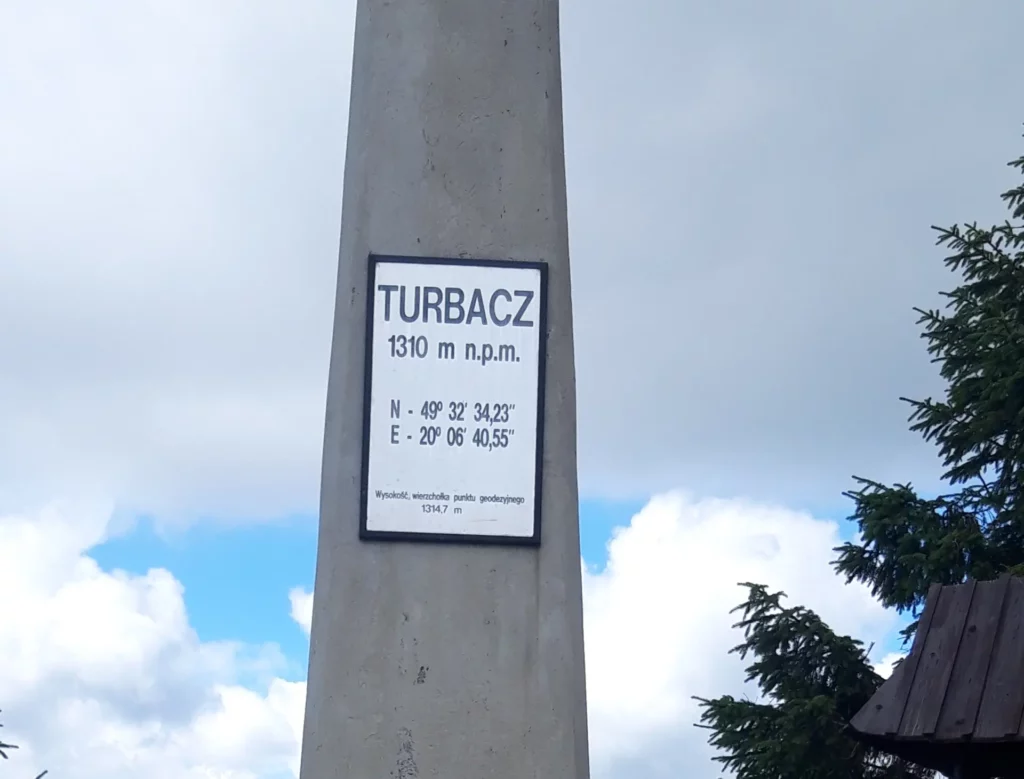 TURBACZ
1310 m n.p.m.
N - 49º 32' 34,23"
E - 20º 06' 40,55"
Wysokość, wierzchołka punktu geodezyjnego
1314,7 m